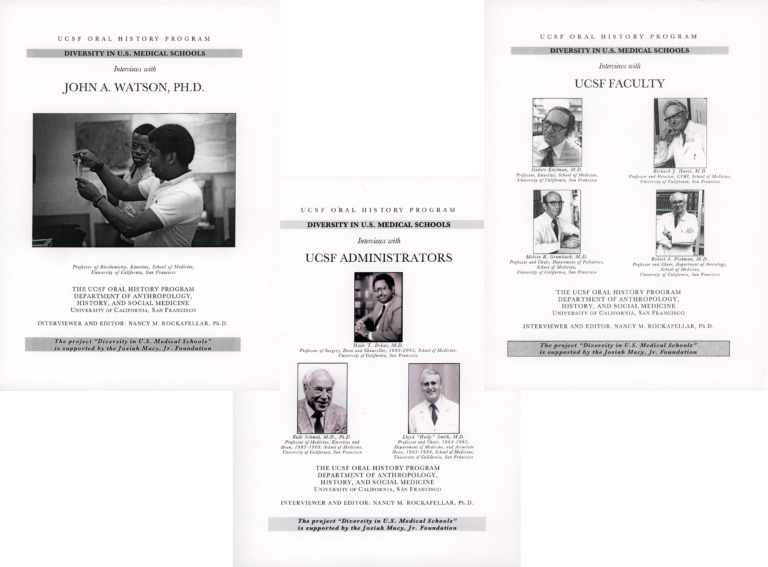 UCSF ORAL HISTORY PROGRAM
DIVERSITY IN U.S. MEDICAL SCHOOLS
Interviews with
JOHN A. WATSON, PH.D.
Professor of Biochemistry, Emeritus, School of Medicine,
University of California, San Francisco
THE UCSF ORAL HISTORY PROGRAM
DEPARTMENT OF ANTHROPOLOGY,
HISTORY, AND SOCIAL MEDICINE
UNIVERSITY OF CALIFORNIA, SAN FRANCISCO
INTERVIEWER AND EDITOR: NANCY M. ROCKAFELLAR, Ph.D.
The project "Diversity in U.S. Medical Schools"
is supported by the Josiah Macy, Jr. Foundation
UCSF ORAL HISTORY PROGRAM
DIVERSITY IN U.S. MEDICAL SCHOOLS
Interviews with
UCSF ADMINISTRATORS
Haile T. Debas, M.D.
Professor of Surgery, Dean and Chancellor, 1993-2003, School of Medicine,
University of California, San Francisco
Rudi Schmid, M.D., Ph.D.
Professor of Medicine, Emeritus and
Dean, 1983-1989, School of Medicine,
University of California, San Francisco
Lloyd "Holly" Smith, M.D.
Professor and Chair, 1964-1985,
Department of Medicine, and Associate
Dean, 1985-1994, School of Medicine,
University of California, San Francisco
THE UCSF ORAL HISTORY PROGRAM
DEPARTMENT OF ANTHROPOLOGY,
HISTORY, AND SOCIAL MEDICINE
UNIVERSITY OF CALIFORNIA, SAN FRANCISCO
INTERVIEWER AND EDITOR: NANCY M. ROCKAFELLAR, Ph.D.
The project "Diversity in U.S. Medical Schools"
is supported by the Josiah Macy, Jr. Foundation
UCSF ORAL HISTORY PROGRAM
DIVERSITY IN U.S. MEDICAL SCHOOLS
Interviews with
UCSF FACULTY
Isidore Edelman, M.D.
Professor, Emeritus, School of Medicine,
University of California, San Francisco
Richard J. Havel, M.D.
Professor and Director, CVRI, School of Medicine,
University of California, San Francisco
Melvin R. Grumbach, M.D.
Professor and Chair, Department of Pediatrics,
School of Medicine,
University of California, San Francisco
Robert A. Fishman, M.D.
Professor and Chair, Department of Neurology,
School of Medicine,
University of California, San Francisco
THE UCSF ORAL HISTORY PROGRAM
DEPARTMENT OF ANTHROPOLOGY,
HISTORY, AND SOCIAL MEDICINE
UNIVERSITY OF CALIFORNIA, SAN FRANCISCO
INTERVIEWER AND EDITOR: NANCY M. ROCKAFELLAR, Ph.D.
The project "Diversity in U.S. Medical Schools"
is supported by the Josiah Macy, Jr. Foundation